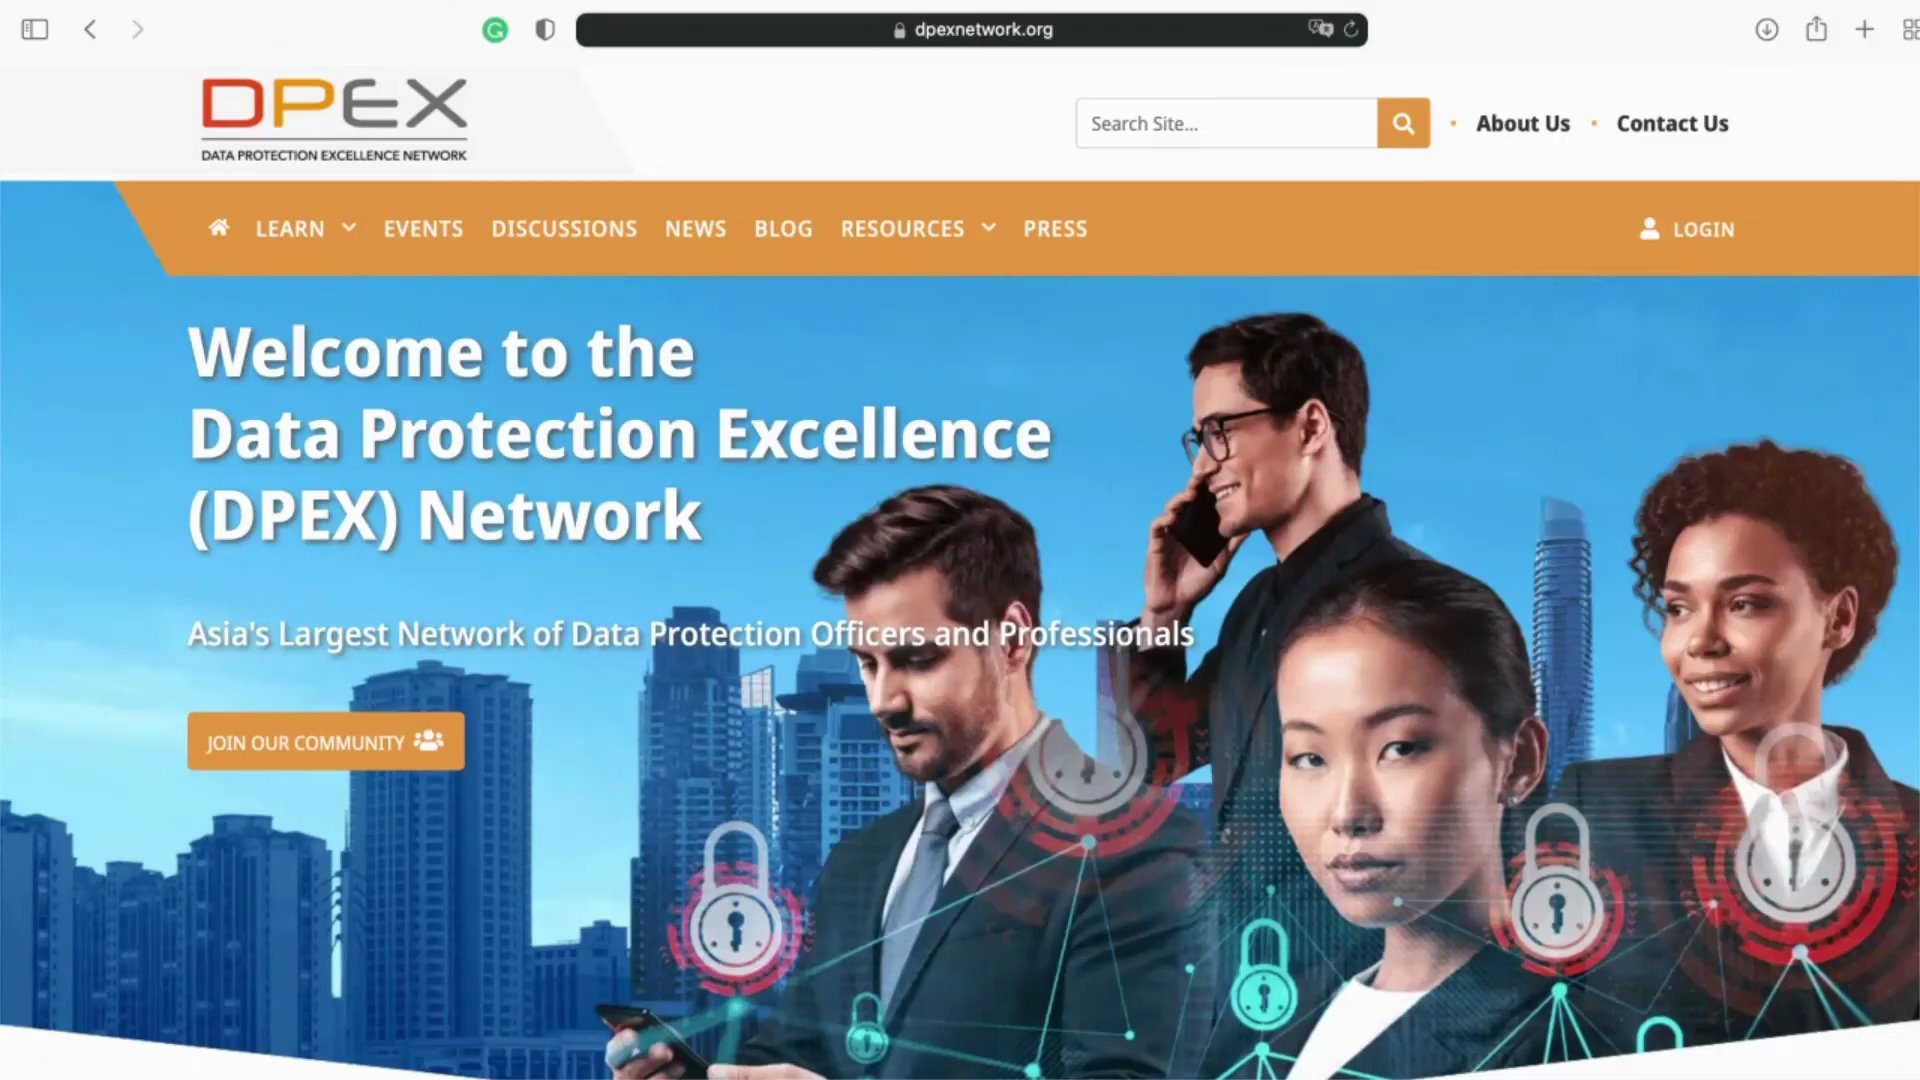 dpexnetwork.org
DPEX
DATA PROTECTION EXCELLENCE NETWORK
Search Site...
About Us
Contact Us
LEARN EVENTS DISCUSSIONS NEWS BLOG RESOURCES PRESS
LOGIN
Welcome to the
Data Protection Excellence
(DPEX) Network
Asia's Largest Network of Data Protection Officers and Professionals
JOIN OUR COMMUNITY